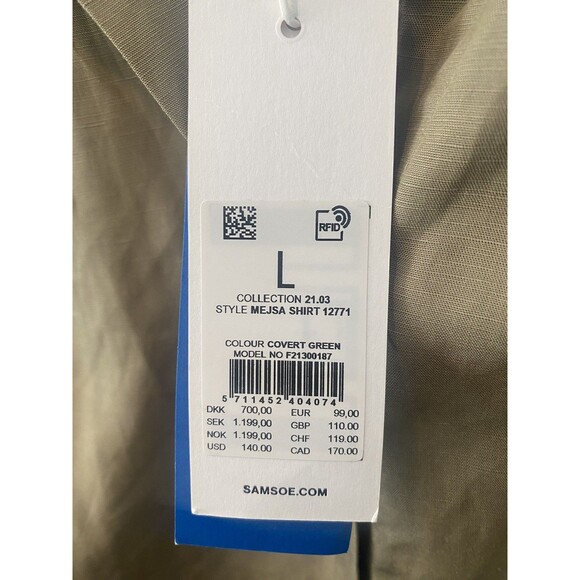 RFID
L
COLLECTION 21.03
STYLE MEJSA SHIRT 12771
COLOUR COVERT GREEN
MODEL NO F21300187
5 711452 404074
DKK 700,00 EUR 99,00
SEK 1.199,00 GBP 110.00
NOK 1.199,00 CHF 119.00
USD 140.00 CAD 170.00
SAMSOE.COM